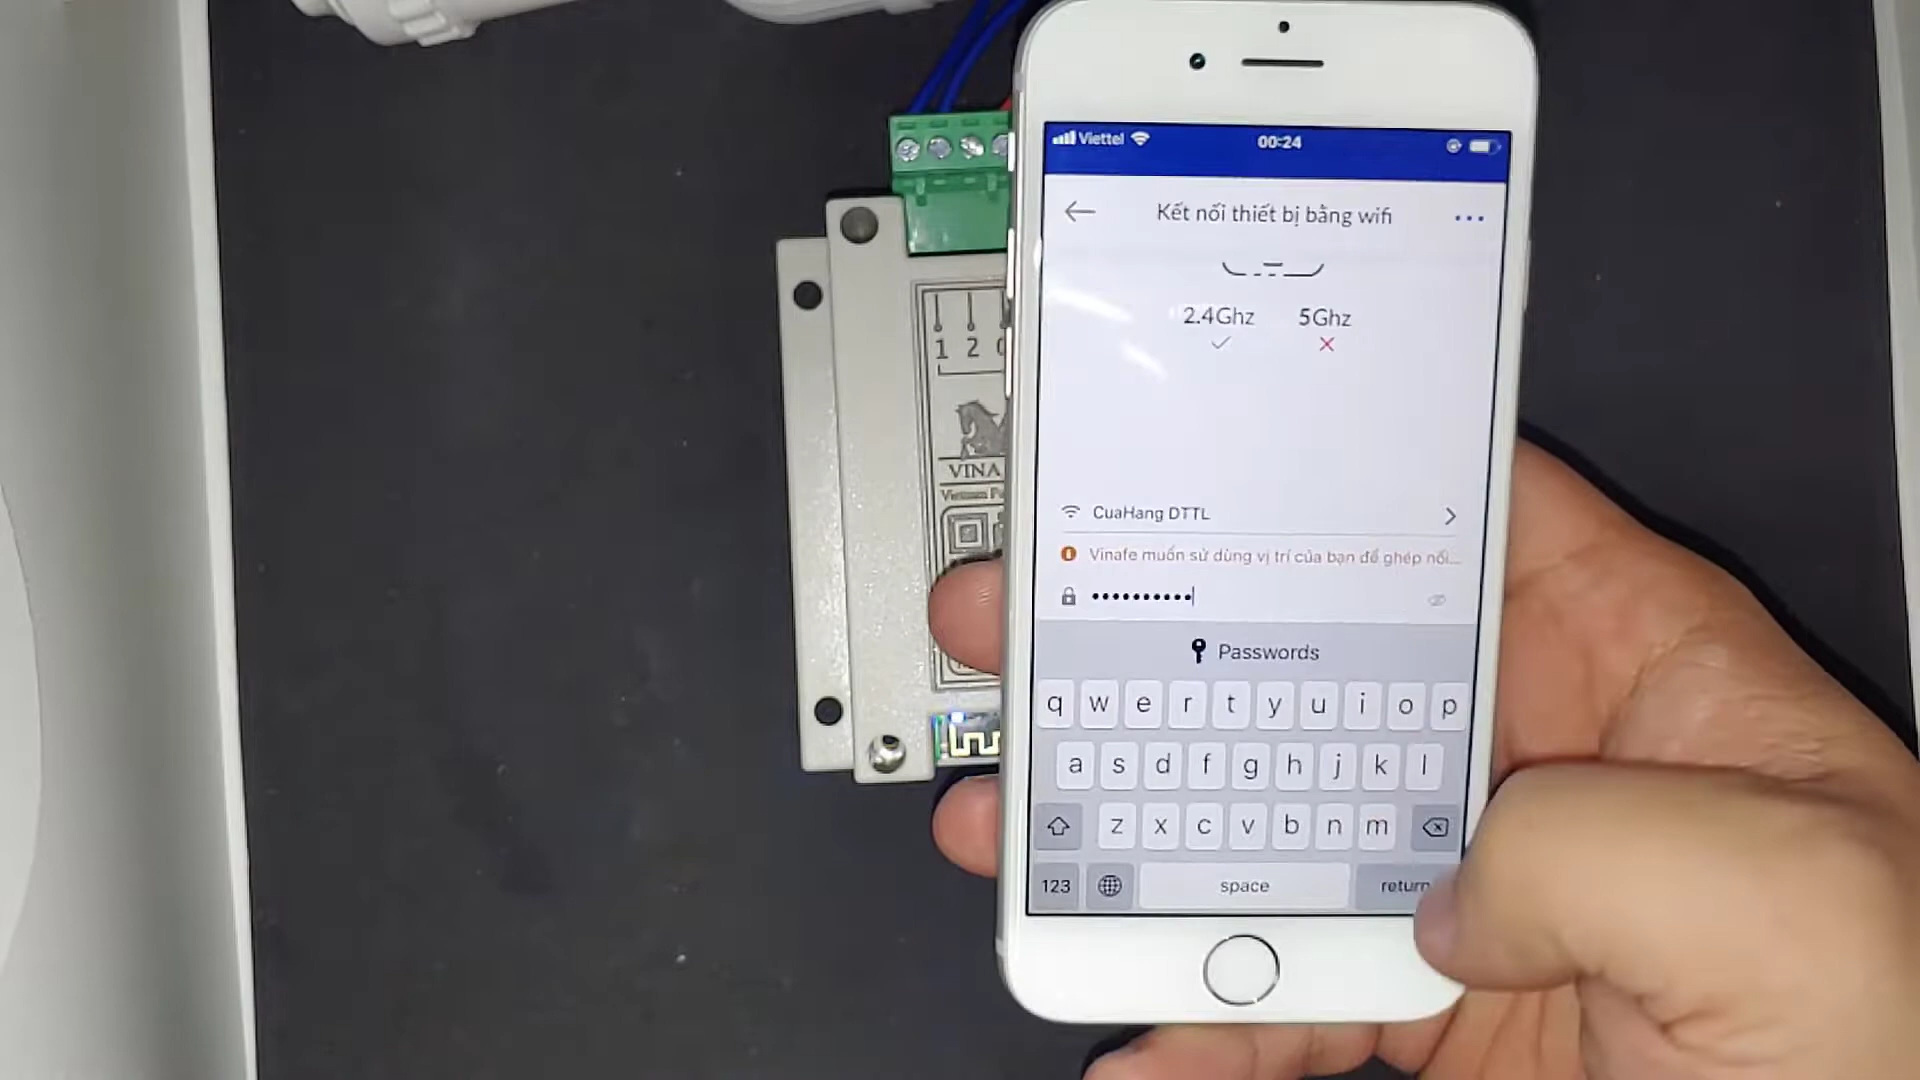 Viettel 00:24
Kết nối thiết bị bằng wifi
2.4Ghz 5Ghz
1 2
VINA
CuaHang DTTL
Vinafe muốn sử dùng vị trí của bạn để ghép nối...
••••••••••
Passwords
q w e r t y u i o p
a s d f g h j k l
z x c v b n m
123 space return